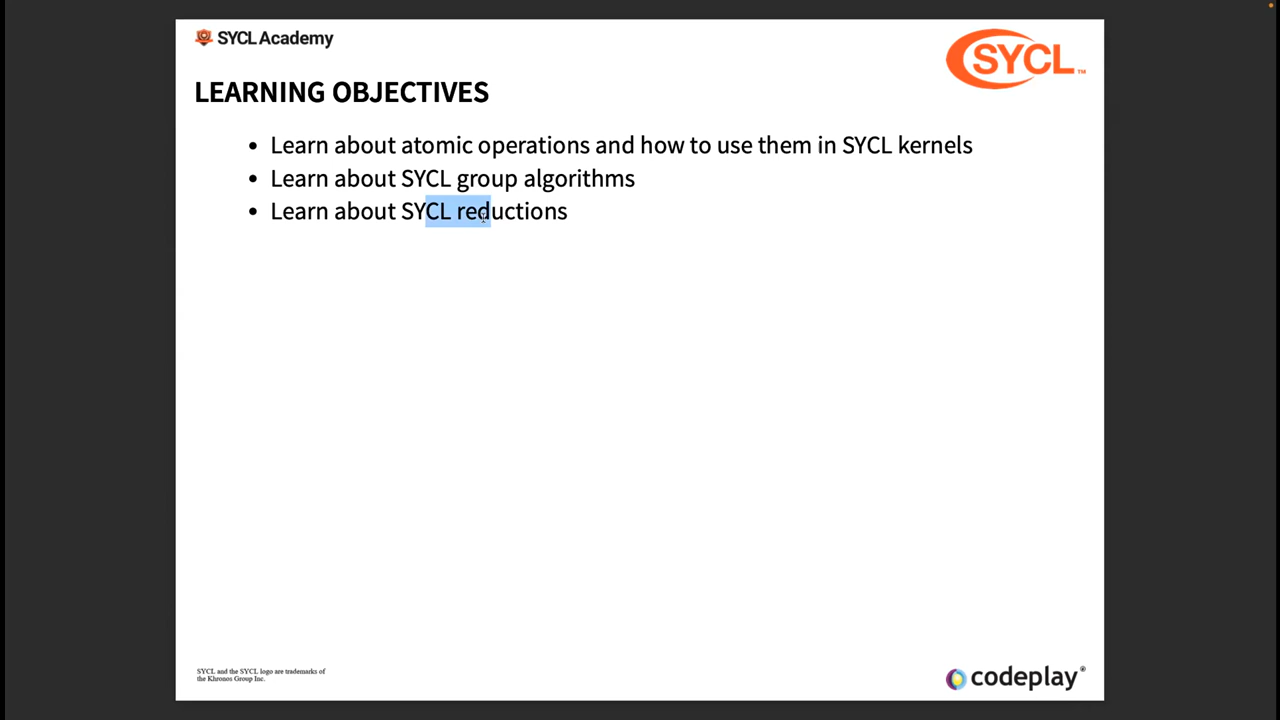 SYCL Academy
SYCL™
LEARNING OBJECTIVES
• Learn about atomic operations and how to use them in SYCL kernels
• Learn about SYCL group algorithms
• Learn about SYCL reductions
SYCL and the SYCL logo are trademarks of
the Khronos Group Inc.
codeplay®